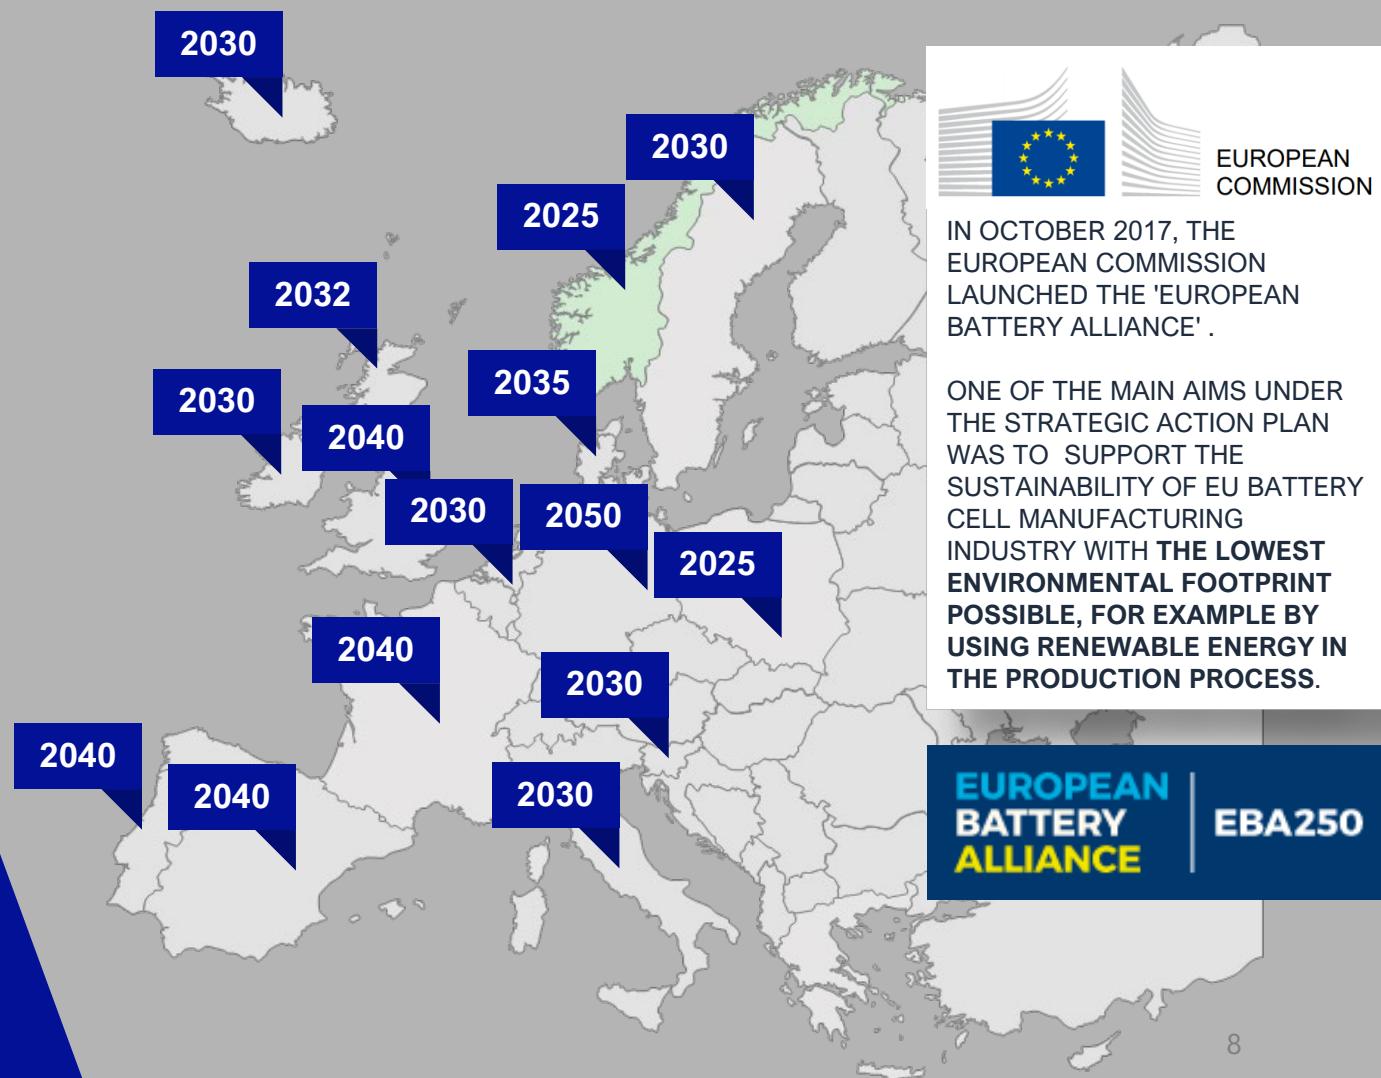 2030
2030
2025
2032
2035
2030
2040
2030
2050
2025
2040
2030
2040
2040
2030
EUROPEAN
COMMISSION
IN OCTOBER 2017, THE
EUROPEAN COMMISSION
LAUNCHED THE 'EUROPEAN
BATTERY ALLIANCE' .
ONE OF THE MAIN AIMS UNDER
THE STRATEGIC ACTION PLAN
WAS TO  SUPPORT THE
SUSTAINABILITY OF EU BATTERY
CELL MANUFACTURING
INDUSTRY WITH THE LOWEST
ENVIRONMENTAL FOOTPRINT
POSSIBLE, FOR EXAMPLE BY
USING RENEWABLE ENERGY IN
THE PRODUCTION PROCESS.
EUROPEAN
BATTERY
ALLIANCE
EBA250
8